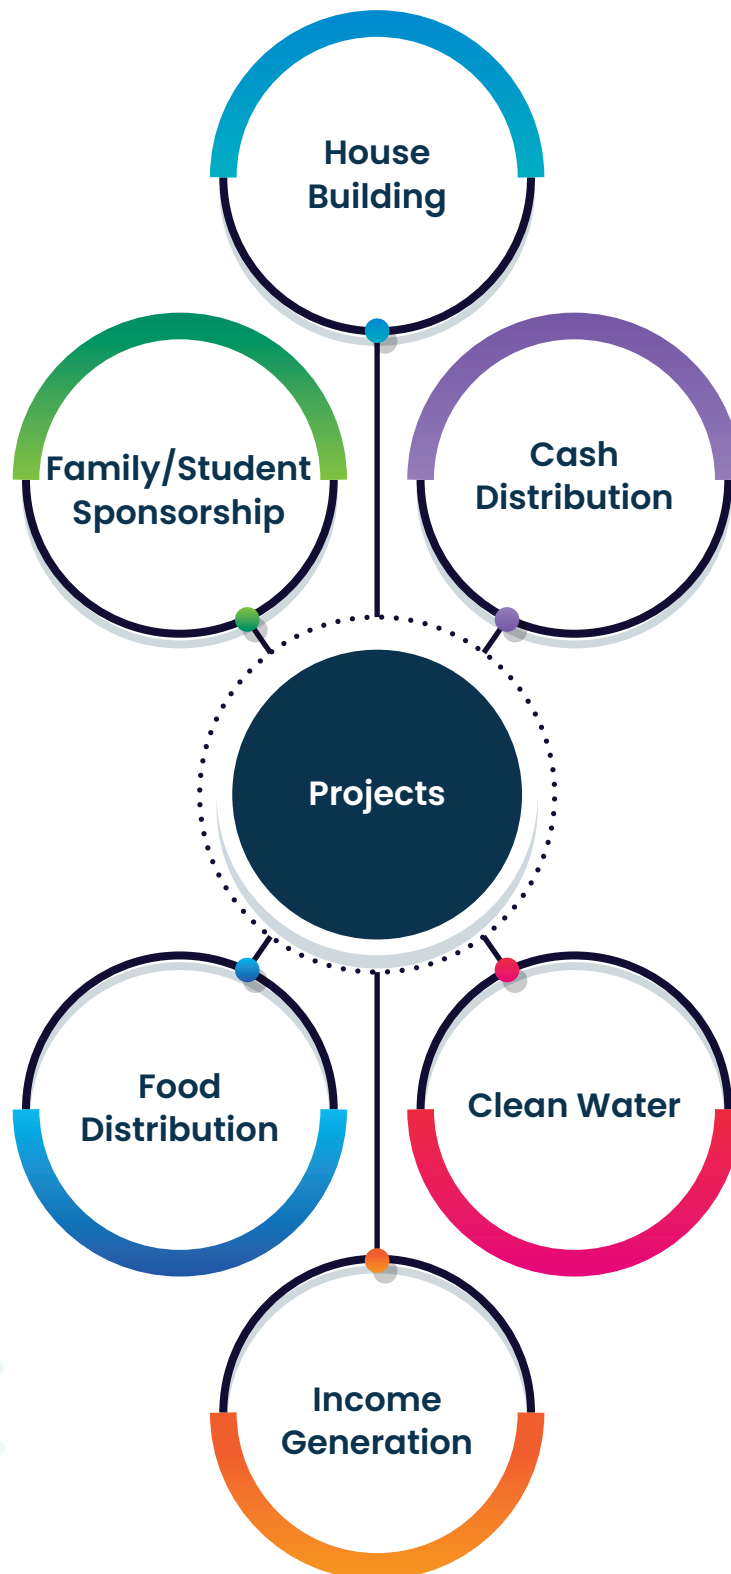 House
Building
Family/Student
Sponsorship
Cash
Distribution
Projects
Food
Distribution
Clean Water
Income
Generation